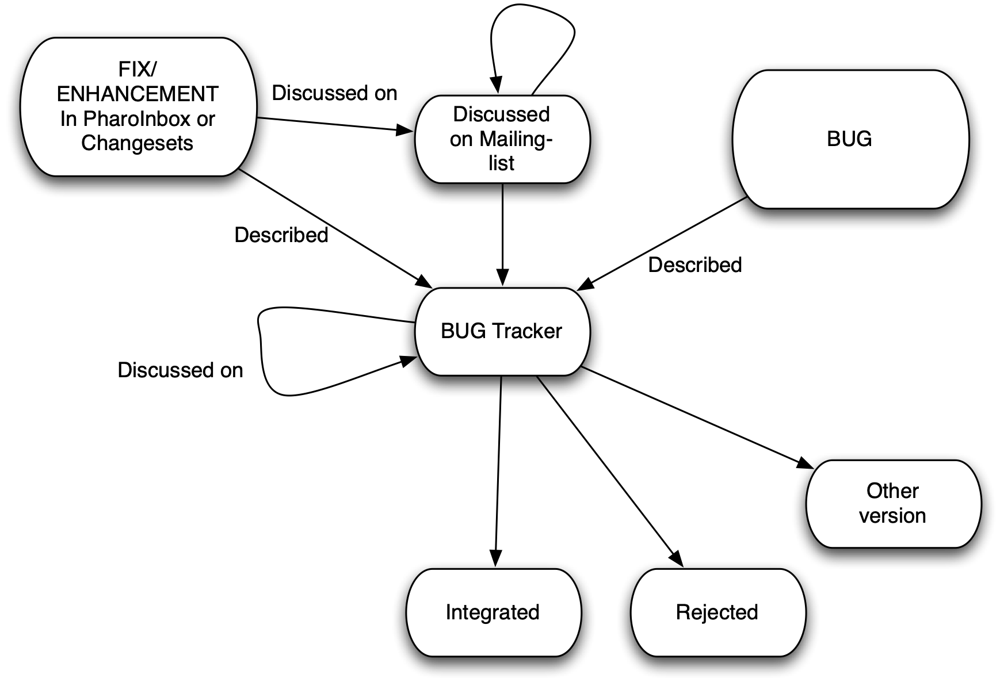 FIX/
ENHANCEMENT
In PharoInbox or
Changesets
Discussed on
Discussed
on Mailing-
list
BUG
Described
Described
BUG Tracker
Discussed on
Other
version
Integrated
Rejected